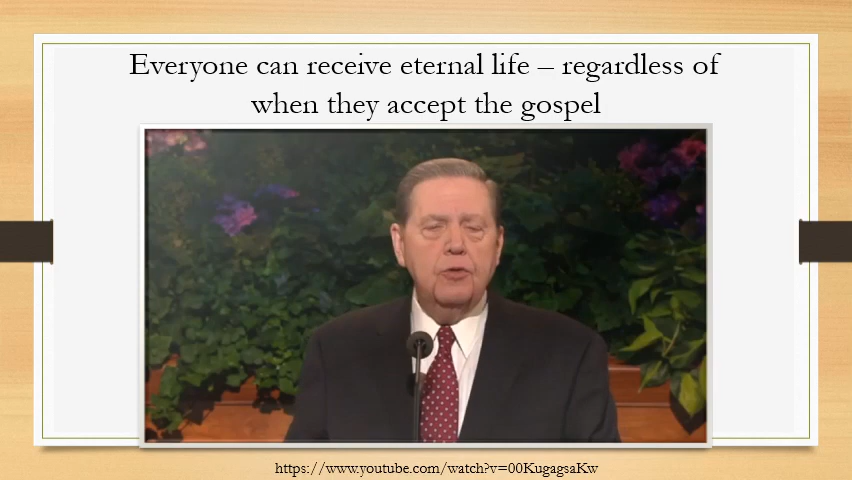 Everyone can receive eternal life – regardless of
when they accept the gospel
https://www.youtube.com/watch?v=00KugagsaKw